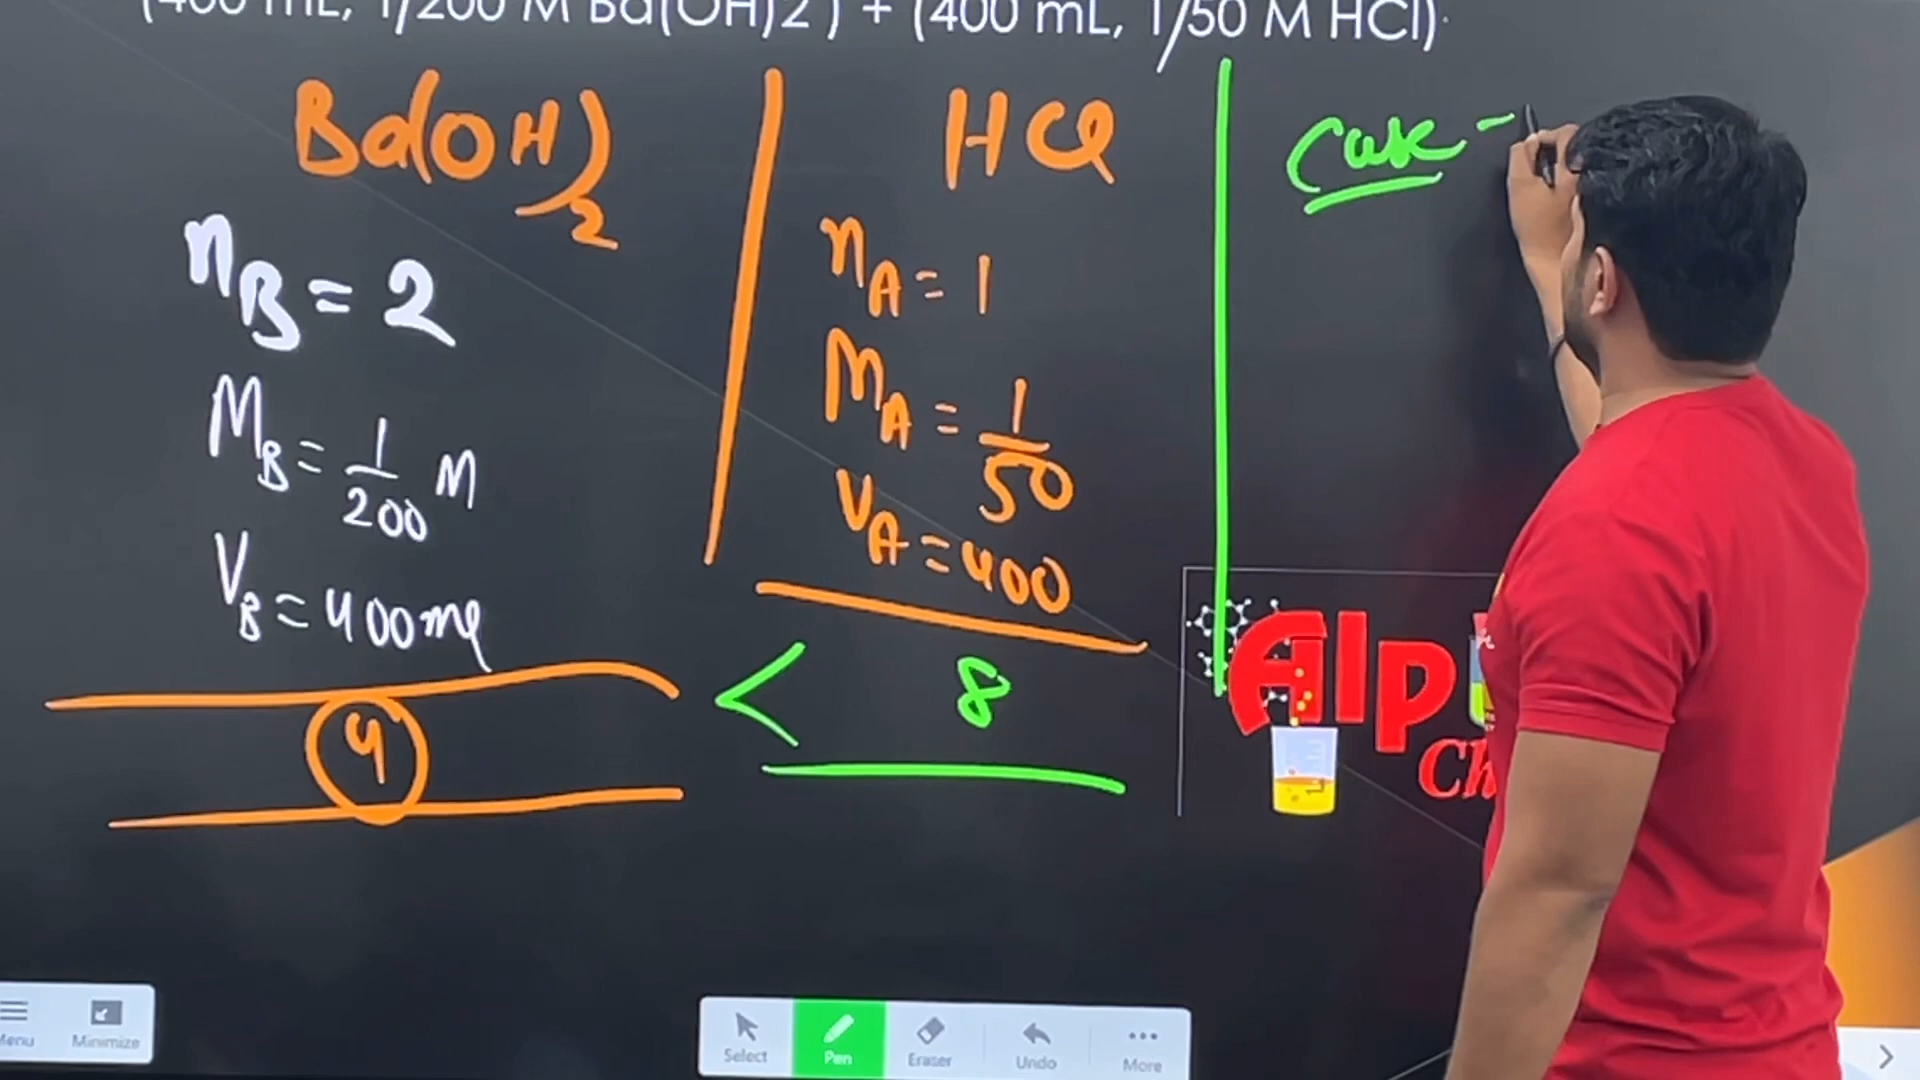 (400 mL, 1/200 M Ba(OH)2 ) + (400 mL, 1/50 M HCl)
Ba(OH)2
HCl
Case -
nB = 2
nA = 1
MB = 1/200 M
MA = 1/50
VB = 400ml
VA = 400
4
< 8
Alp
Ch
Menu
Minimize
Select
Pen
Eraser
Undo
More